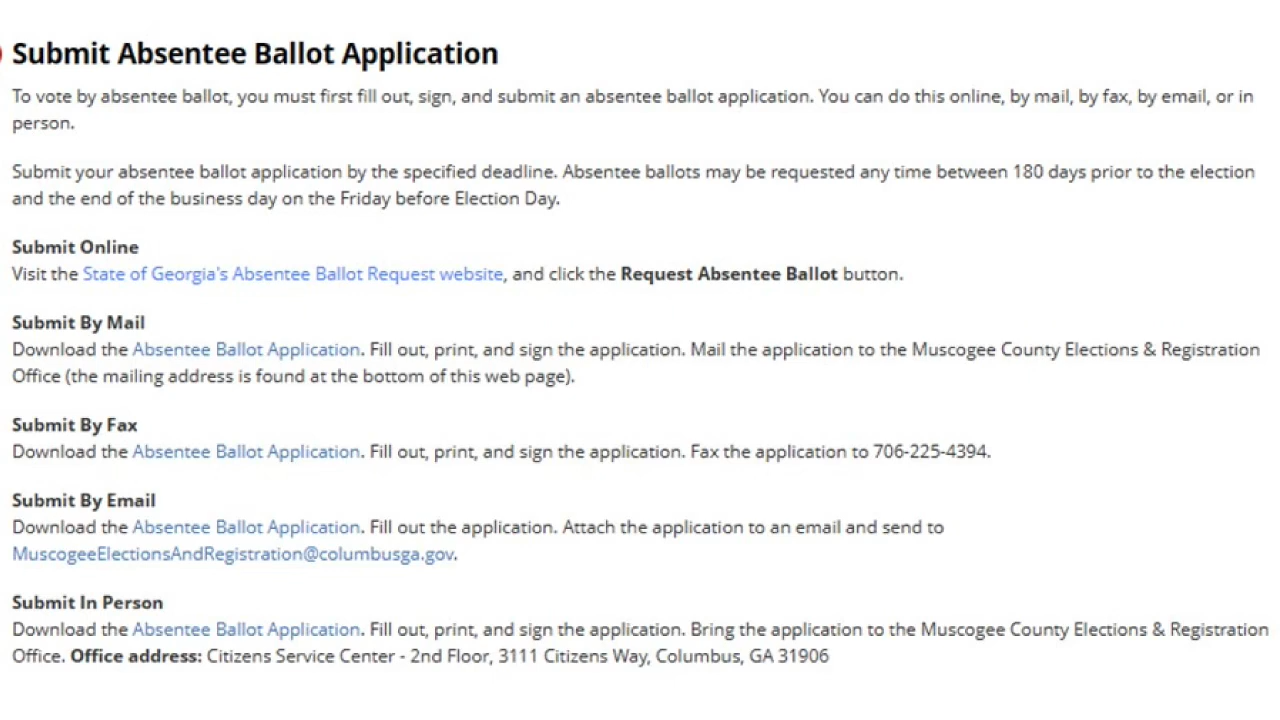 Submit Absentee Ballot Application
To vote by absentee ballot, you must first fill out, sign, and submit an absentee ballot application. You can do this online, by mail, by fax, by email, or in
person.
Submit your absentee ballot application by the specified deadline. Absentee ballots may be requested any time between 180 days prior to the election
and the end of the business day on the Friday before Election Day.
Submit Online
Visit the State of Georgia's Absentee Ballot Request website, and click the Request Absentee Ballot button.
Submit By Mail
Download the Absentee Ballot Application. Fill out, print, and sign the application. Mail the application to the Muscogee County Elections & Registration
Office (the mailing address is found at the bottom of this web page).
Submit By Fax
Download the Absentee Ballot Application. Fill out, print, and sign the application. Fax the application to 706-225-4394.
Submit By Email
Download the Absentee Ballot Application. Fill out the application. Attach the application to an email and send to
MuscogeeElectionsAndRegistration@columbusga.gov.
Submit In Person
Download the Absentee Ballot Application. Fill out, print, and sign the application. Bring the application to the Muscogee County Elections & Registration
Office. Office address: Citizens Service Center - 2nd Floor, 3111 Citizens Way, Columbus, GA 31906